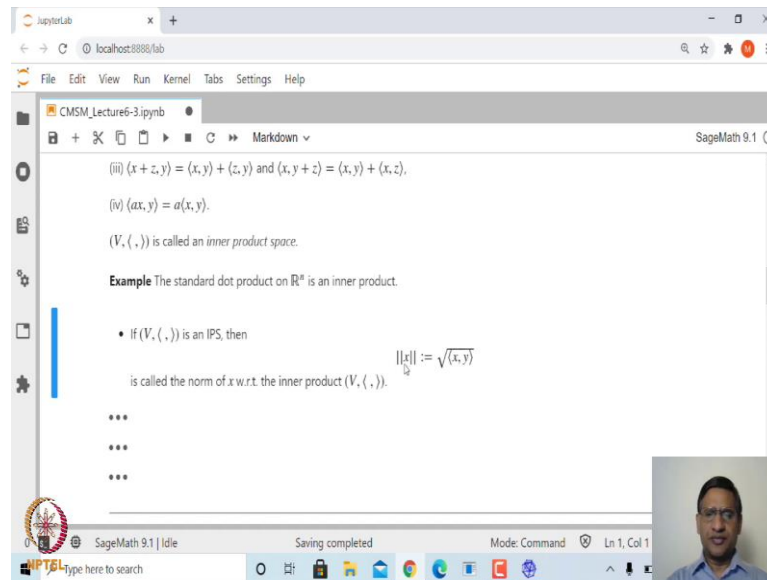 JupyterLab
localhost:8888/lab
File Edit View Run Kernel Tabs Settings Help
CMSM_Lecture6-3.ipynb
Markdown
SageMath 9.1
(iii) ⟨x + z, y⟩ = ⟨x, y⟩ + ⟨z, y⟩ and ⟨x, y + z⟩ = ⟨x, y⟩ + ⟨x, z⟩,
(iv) ⟨ax, y⟩ = a⟨x, y⟩.
(V, ⟨ , ⟩) is called an inner product space.
Example The standard dot product on ℝⁿ is an inner product.
• If (V, ⟨ , ⟩) is an IPS, then
||x|| := √⟨x, y⟩
is called the norm of x w.r.t. the inner product (V, ⟨ , ⟩).
•••
•••
•••
0 SageMath 9.1 | Idle Saving completed Mode: Command Ln 1, Col 1
NPTEL
Type here to search